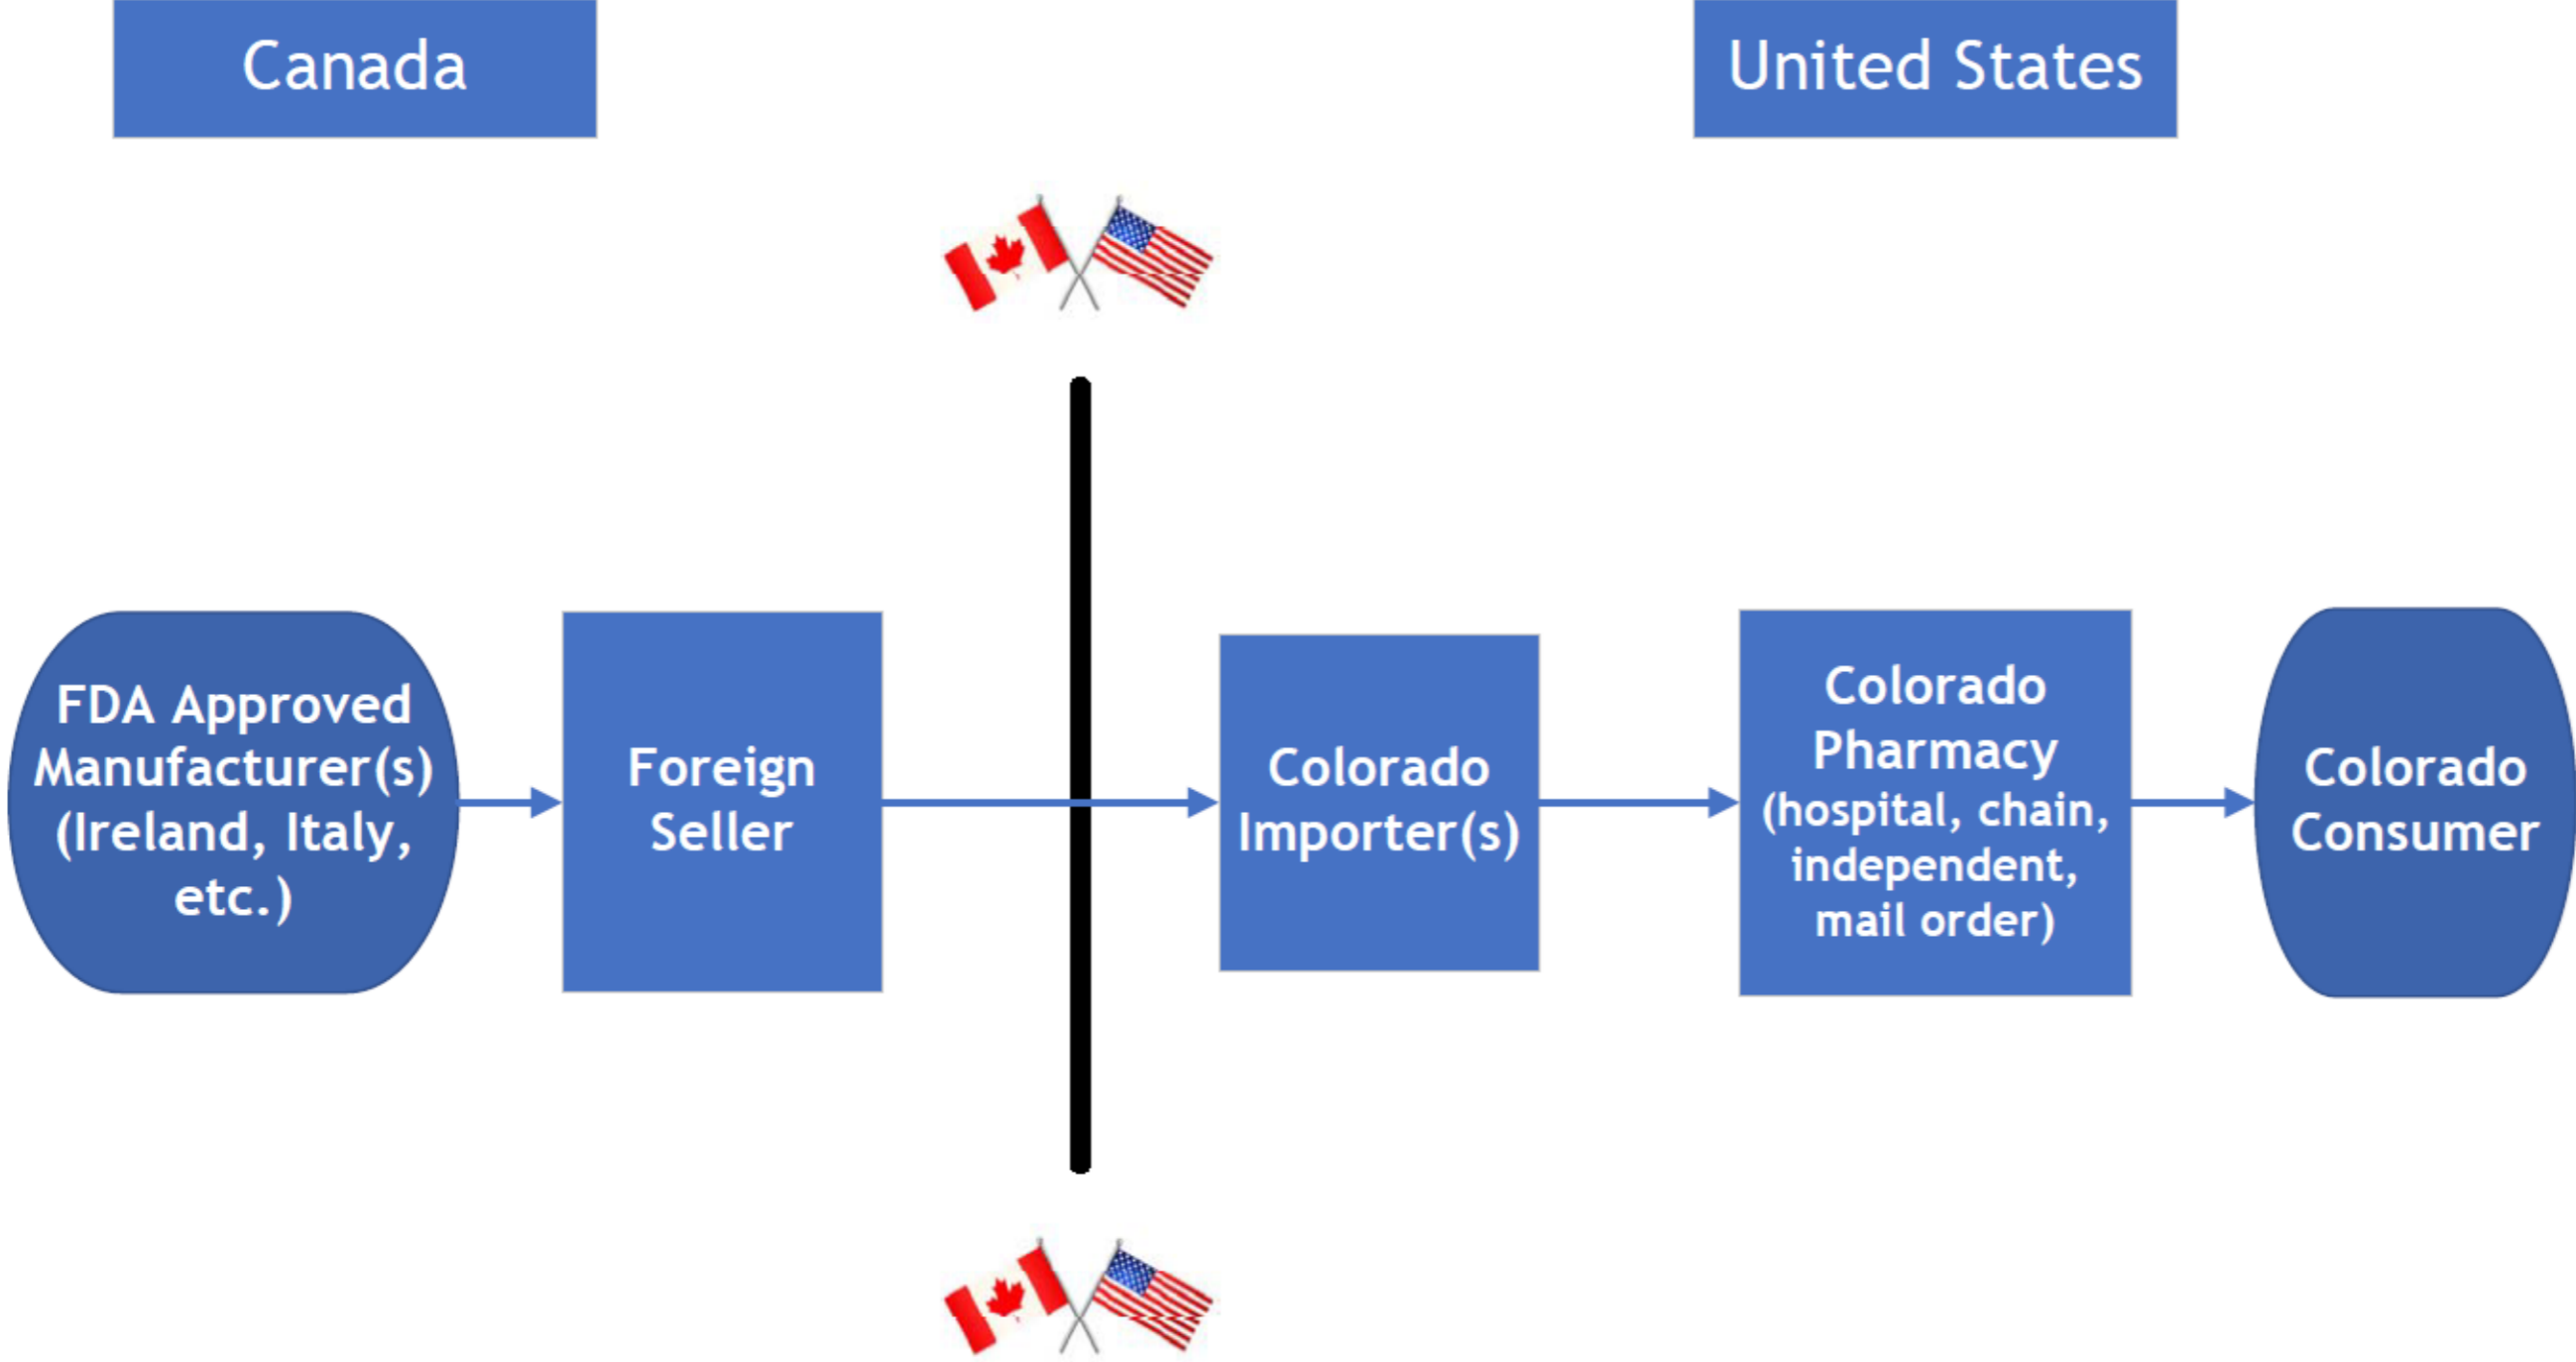 Canada
United States
FDA Approved
Manufacturer(s)
(Ireland, Italy,
etc.)
Foreign
Seller
Colorado
Importer(s)
Colorado
Pharmacy
(hospital, chain,
independent,
mail order)
Colorado
Consumer